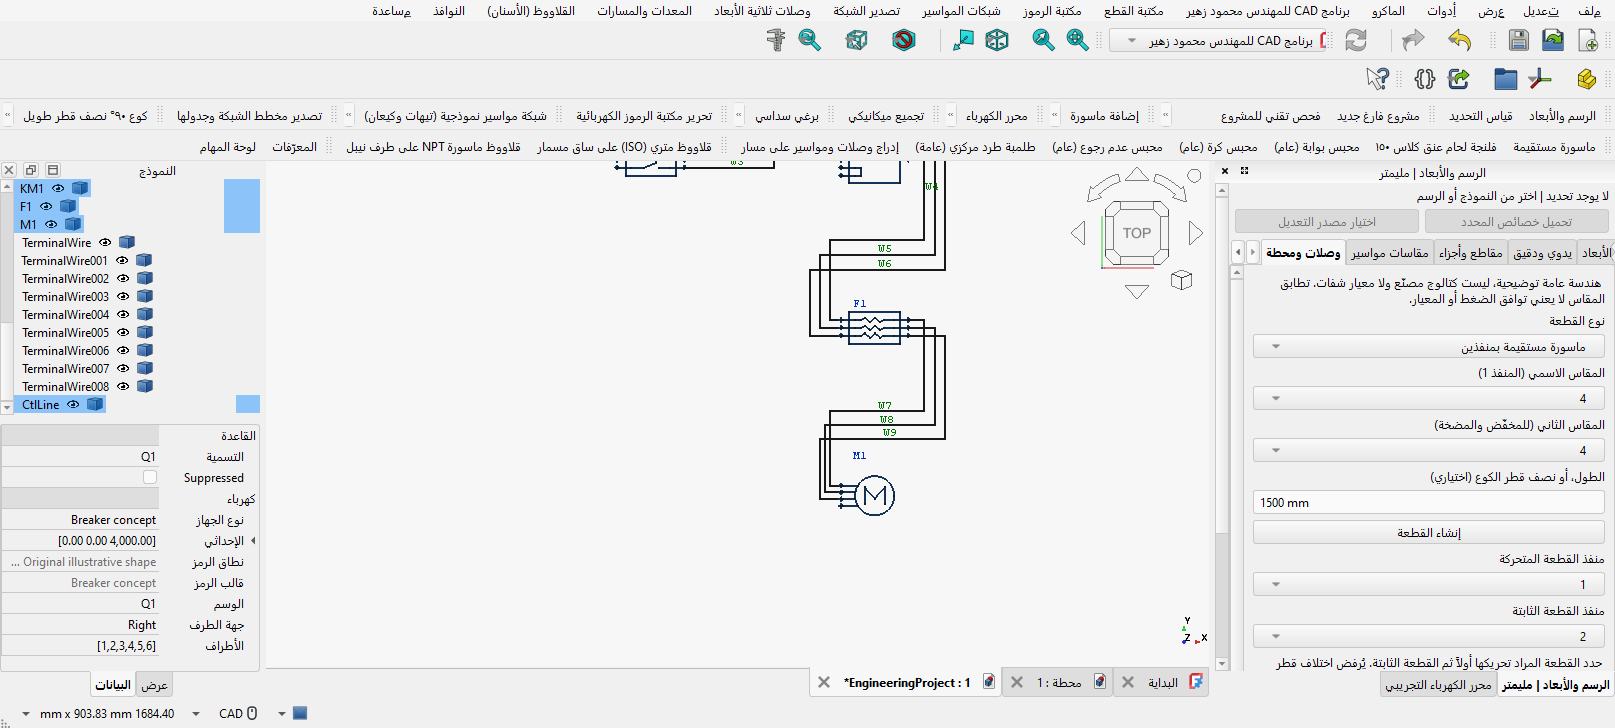 ملف تعديل عرض أدوات الماكرو برنامج CAD للمهندس محمود زهير مكتبة القطع مكتبة الرموز شبكات المواسير تصدير الشبكة وصلات ثلاثية الأبعاد المعدات والمسارات القلاووظ (الأسنان) النوافذ مساعدة
برنامج CAD للمهندس محمود زهير
الرسم والأبعاد قياس التحديد مشروع فارغ جديد فحص تقني للمشروع » إضافة ماسورة » محرر الكهرباء » تجميع ميكانيكي » برغي سداسي » تحرير مكتبة الرموز الكهربائية شبكة مواسير نموذجية (تيهات وكيعان) » تصدير مخطط الشبكة وجدولها كوع ٩٠° نصف قطر طويل »
ماسورة مستقيمة فلنجة لحام عنق كلاس ١٥٠ محبس بوابة (عام) محبس كرة (عام) محبس عدم رجوع (عام) طلمبة طرد مركزي (عامة) إدراج وصلات ومواسير على مسار قلاووظ متري (ISO) على ساق مسمار قلاووظ ماسورة NPT على طرف نيبل المعرّفات لوحة المهام
النموذج
KM1
F1
M1
TerminalWire
TerminalWire001
TerminalWire002
TerminalWire003
TerminalWire004
TerminalWire005
TerminalWire006
TerminalWire007
TerminalWire008
CtlLine
القاعدة
التسمية Q1
Suppressed
كهرباء
نوع الجهاز Breaker concept
الإحداثي [0.00 0.00 4,000.00]
نطاق الرمز Original illustrative shape ...
قالب الرمز Breaker concept
الوسم Q1
جهة الطرف Right
الأطراف [1,2,3,4,5,6]
عرض البيانات
W3
W4
W5
W6
F1
W7
W8
W9
M1
M
TOP
Y
Z X
البداية
محطة : 1
EngineeringProject : 1*
الرسم والأبعاد | مليمتر
لا يوجد تحديد | اختر من النموذج أو الرسم
تحميل خصائص المحدد اختيار مصدر التعديل
الأبعاد يدوي ودقيق مقاطع وأجزاء مقاسات مواسير وصلات ومحطة
هندسة عامة توضيحية، ليست كتالوج مصنّع ولا معيار شفات. تطابق
المقاس لا يعني توافق الضغط أو المعيار.
نوع القطعة
ماسورة مستقيمة بمنفذين
المقاس الاسمي (المنفذ 1)
4
المقاس الثاني (للمخفّض والمضخة)
4
الطول، أو نصف قطر الكوع (اختياري)
1500 mm
إنشاء القطعة
منفذ القطعة المتحركة
1
منفذ القطعة الثابتة
2
حدد القطعة المراد تحريكها أولاً ثم القطعة الثابتة. يُرفض اختلاف قطر
الرسم والأبعاد | مليمتر محرر الكهرباء التجريبي
CAD
mm x 903.83 mm 1684.40